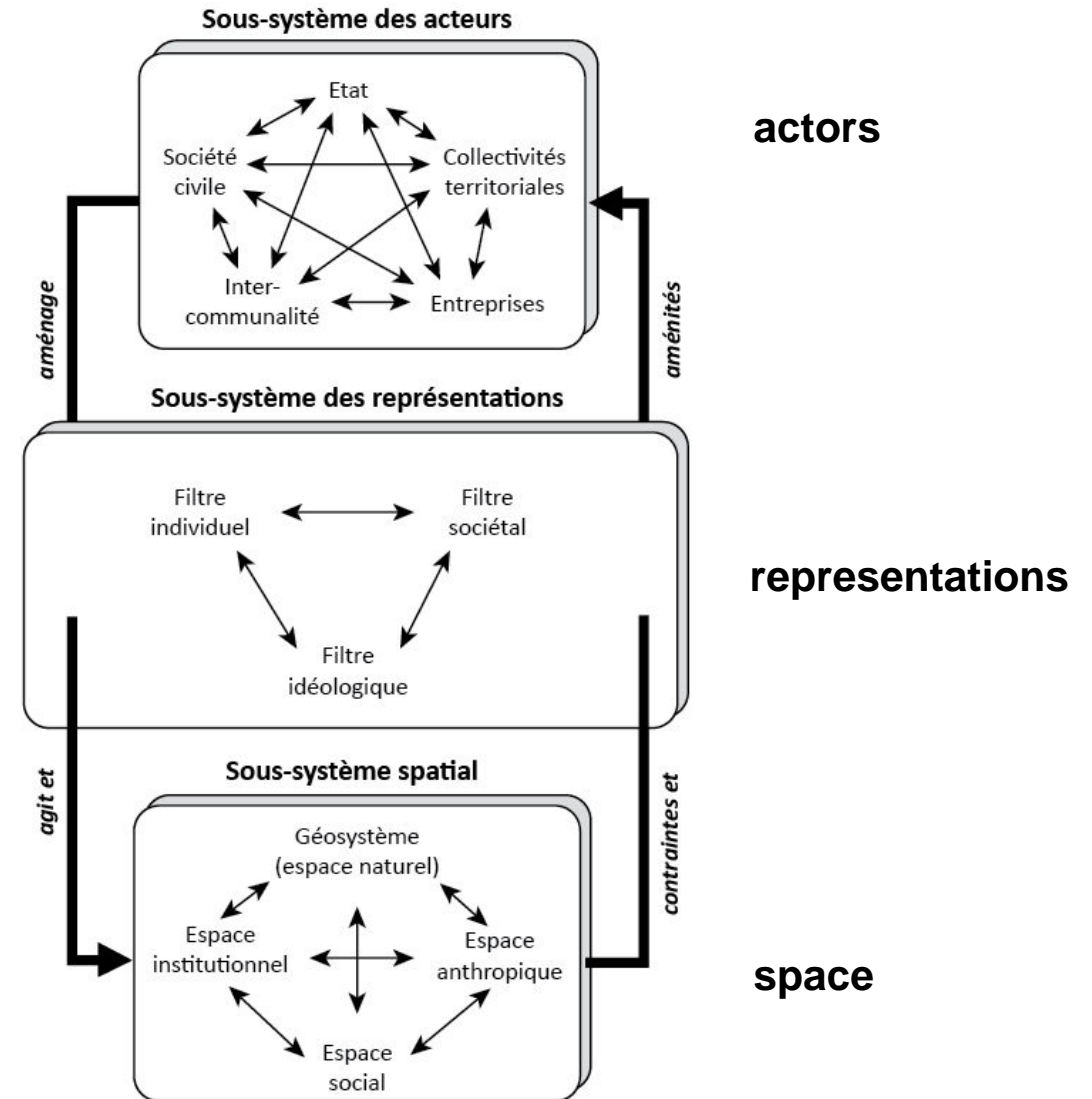 Sous-système des acteurs
Etat
Société
civile
Collectivités
territoriales
Inter-
communalité
Entreprises
actors
aménage
aménités
Sous-système des représentations
Filtre
individuel
Filtre
sociétal
Filtre
idéologique
representations
agit et
contraintes et
Sous-système spatial
Géosystème
(espace naturel)
Espace
institutionnel
Espace
anthropique
Espace
social
space